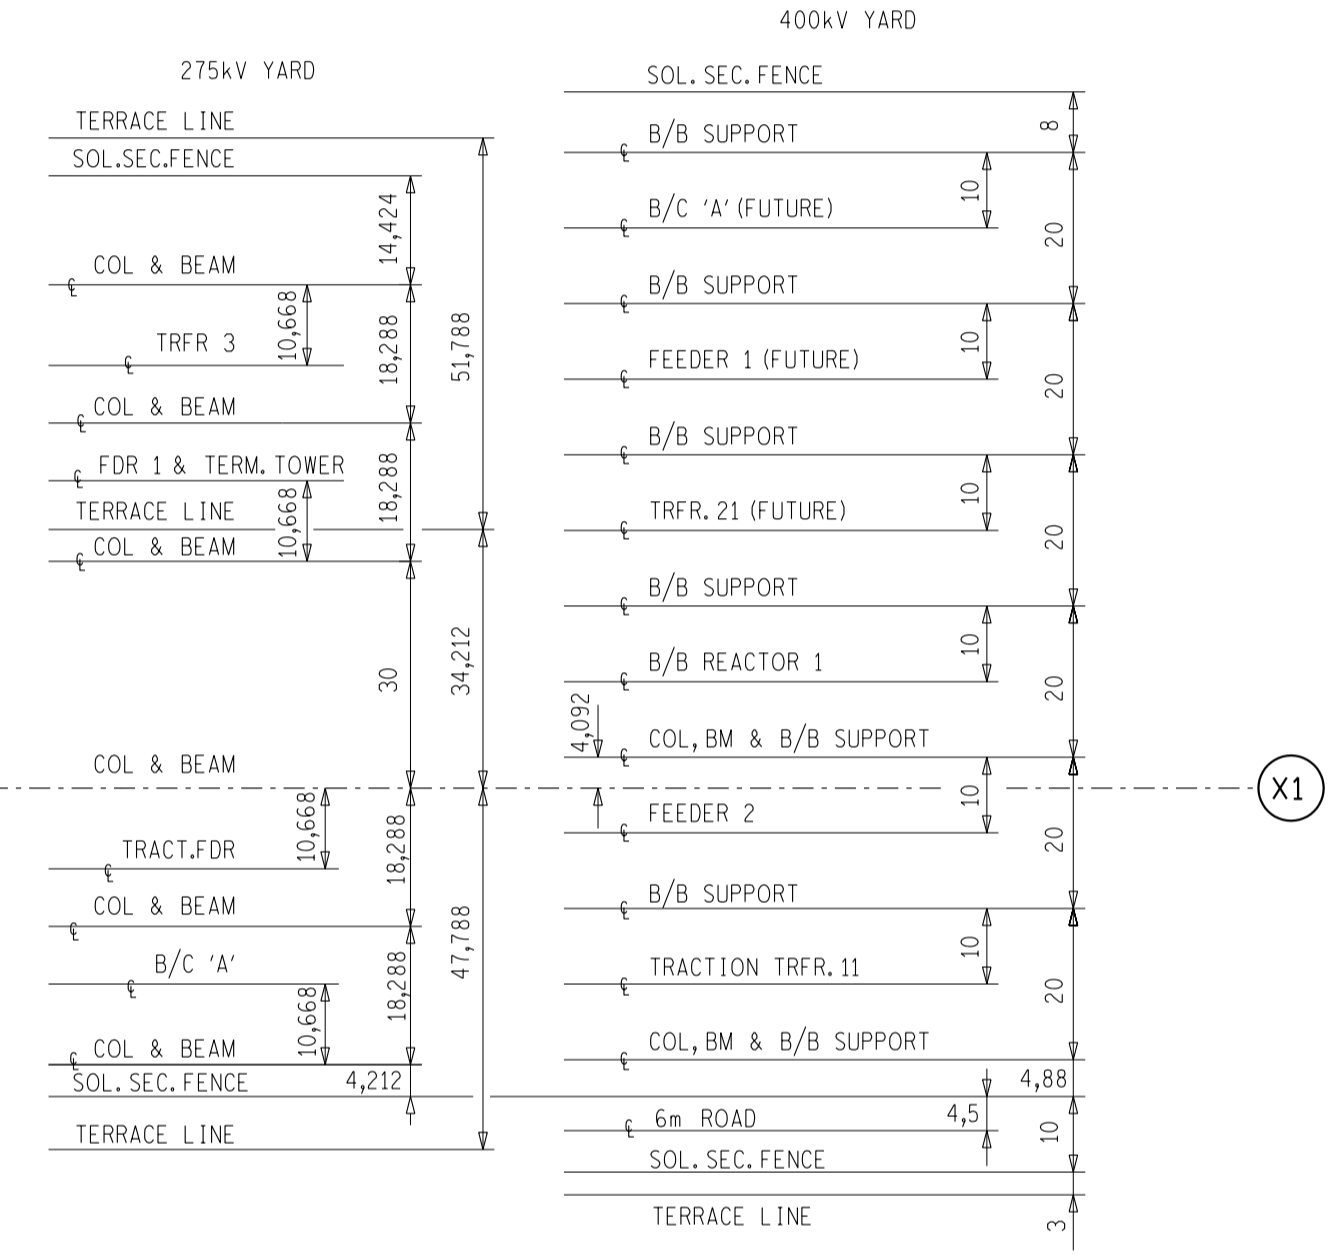 400kV YARD
275kV YARD
SOL. SEC. FENCE
TERRACE LINE
B/B SUPPORT
8
SOL.SEC.FENCE
10
14,424
B/C 'A' (FUTURE)
20
COL & BEAM
B/B SUPPORT
10,668
TRFR 3
18,288
51,788
FEEDER 1 (FUTURE)
10
20
COL & BEAM
B/B SUPPORT
FDR 1 & TERM. TOWER
18,288
10
TERRACE LINE
10,668
TRFR. 21 (FUTURE)
20
COL & BEAM
B/B SUPPORT
30
34,212
B/B REACTOR 1
10
20
4,092
COL, BM & B/B SUPPORT
COL & BEAM
X1
10,668
FEEDER 2
10
20
TRACT.FDR
18,288
COL & BEAM
B/B SUPPORT
47,788
B/C 'A'
TRACTION TRFR. 11
10
20
10,668
18,288
COL & BEAM
COL, BM & B/B SUPPORT
SOL. SEC. FENCE
4,212
4,88
6m ROAD
4,5
10
TERRACE LINE
SOL. SEC. FENCE
TERRACE LINE
3